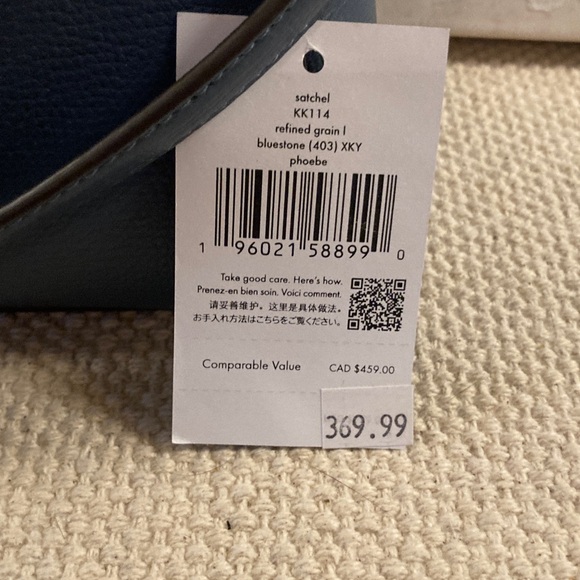 satchel
KK114
refined grain l
bluestone (403) XKY
phoebe
1 96021 58899 0
Take good care. Here's how.
Prenez-en bien soin. Voici comment.
请妥善维护。这里是具体做法。
お手入れ方法はこちらをご覧ください。
Comparable Value CAD $459.00
369.99